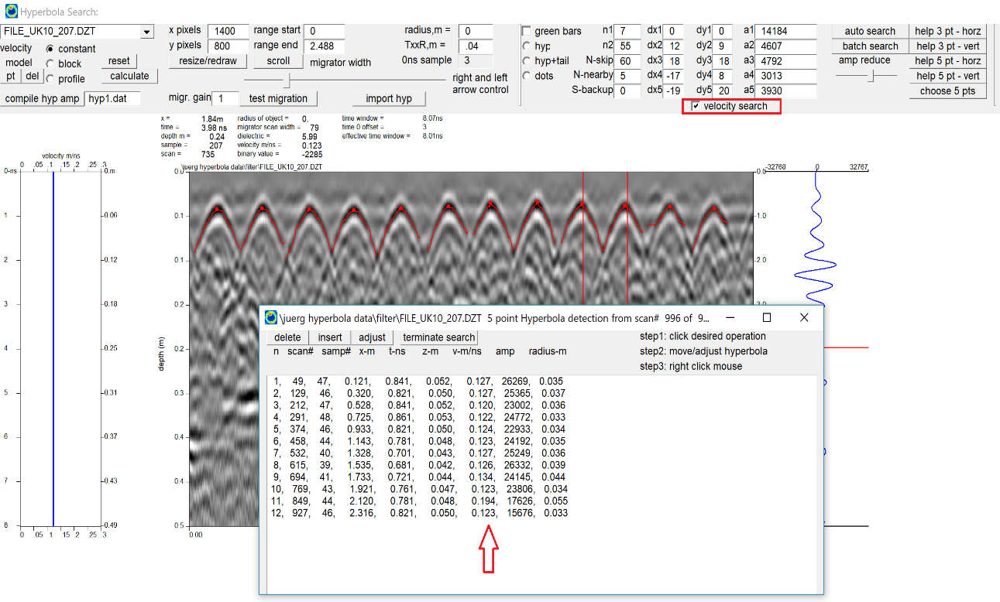 Hyperbola Search:
FILE_UK10_207.DZT x pixels 1400 range start 0 radius,m = 0 green bars n1 7 dx1 0 dy1 0 a1 14184 auto search help 3 pt - horz
velocity constant y pixels 800 range end 2.488 TxxR,m = .04 hyp n2 55 dx2 12 dy2 9 a2 4607 batch search help 3 pt - vert
model block reset resize/redraw scroll migrator width 0ns sample 3 hyp+tail N-skip 60 dx3 18 dy3 18 a3 4792 amp reduce help 5 pt - horz
pt del profile calculate right and left arrow control dots N-nearby 5 dx4 -17 dy4 8 a4 3013 help 5 pt - vert
compile hyp amp hyp1.dat migr. gain 1 test migration import hyp S-backup 0 dx5 -19 dy5 20 a5 3930 choose 5 pts
velocity search
x = 1.84m radius of object = 0. time window = 8.07ns
time = 3.98 ns migrator scan width = 79 time 0 offset = 3
depth m = 0.24 dielectric = 5.99 effective time window = 8.01ns
sample = 207 velocity m/ns = 0.123
scan = 735 binary value = -2285
velocity m/ns
0 .05 .1 .15 .2 .25 .3
\juerg hyperbola data\filter\FILE_UK10_207.DZT
-32768 0 32767
0-ns 0.m 0.0 0.0
1 0.06 0.1 1.0
2 0.12 0.1 2.0
3 0.18 0.2 3.0
4 0.25 0.2
5 0.31 0.3
6 0.37 0.4
7 0.43 0.4
8 0.49 0.5
0 .05 .1 .15 .2 .25 .3
depth (m)
0.00
\juerg hyperbola data\filter\FILE_UK10_207.DZT 5 point Hyperbola detection from scan# 996 of 9...
delete insert adjust terminate search
step1: click desired operation
step2: move/adjust hyperbola
step3: right click mouse
n scan# samp# x-m t-ns z-m v-m/ns amp radius-m
1, 49, 47, 0.121, 0.841, 0.052, 0.127, 26269, 0.035
2, 129, 46, 0.320, 0.821, 0.050, 0.127, 25365, 0.037
3, 212, 47, 0.528, 0.841, 0.052, 0.120, 23002, 0.036
4, 291, 48, 0.725, 0.861, 0.053, 0.122, 24772, 0.033
5, 374, 46, 0.933, 0.821, 0.050, 0.124, 22933, 0.034
6, 458, 44, 1.143, 0.781, 0.048, 0.123, 24192, 0.035
7, 532, 40, 1.328, 0.701, 0.043, 0.127, 25249, 0.036
8, 615, 39, 1.535, 0.681, 0.042, 0.126, 26332, 0.039
9, 694, 41, 1.733, 0.721, 0.044, 0.134, 24145, 0.044
10, 769, 43, 1.921, 0.761, 0.047, 0.123, 23806, 0.034
11, 849, 44, 2.120, 0.781, 0.048, 0.194, 17626, 0.055
12, 927, 46, 2.316, 0.821, 0.050, 0.123, 15676, 0.033